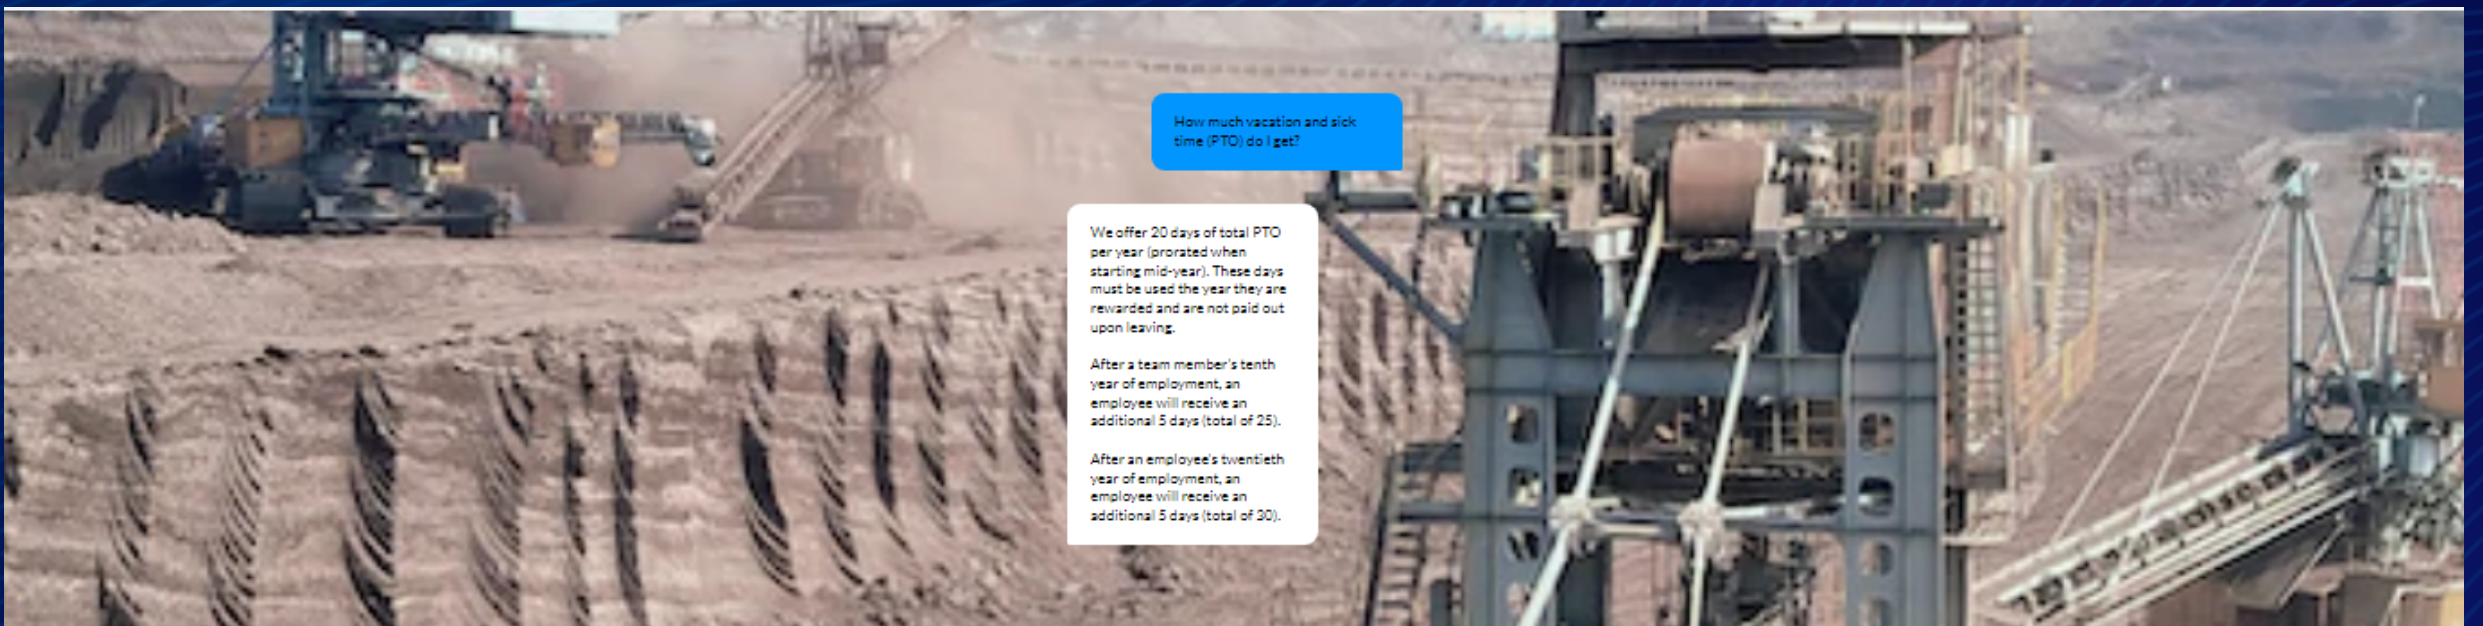 How much vacation and sick
time (PTO) do I get?
We offer 20 days of total PTO
per year (prorated when
starting mid-year). These days
must be used the year they are
rewarded and are not paid out
upon leaving.
After a team member's tenth
year of employment, an
employee will receive an
additional 5 days (total of 25).
After an employee's twentieth
year of employment, an
employee will receive an
additional 5 days (total of 30).